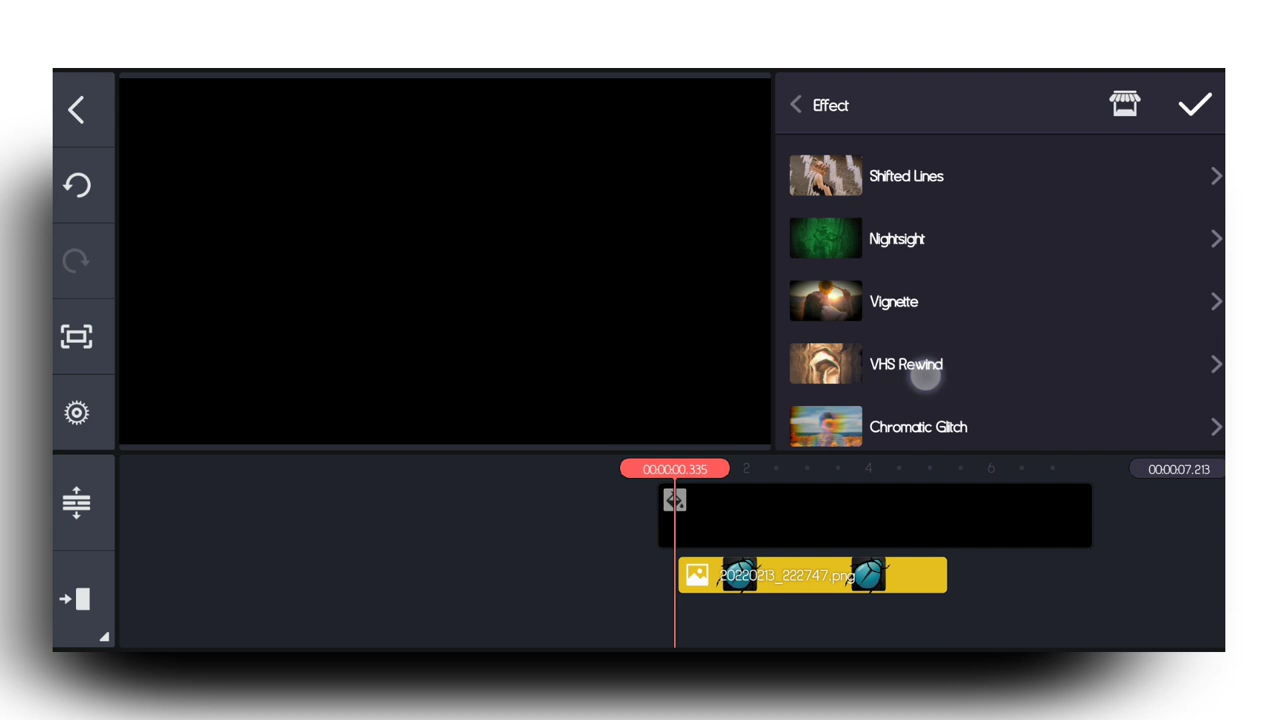 Effect
Shifted Lines
Nightsight
Vignette
VHS Rewind
Chromatic Glitch
00:00:00.335 2 4 6 00:00:07.213
20220213_222747.png